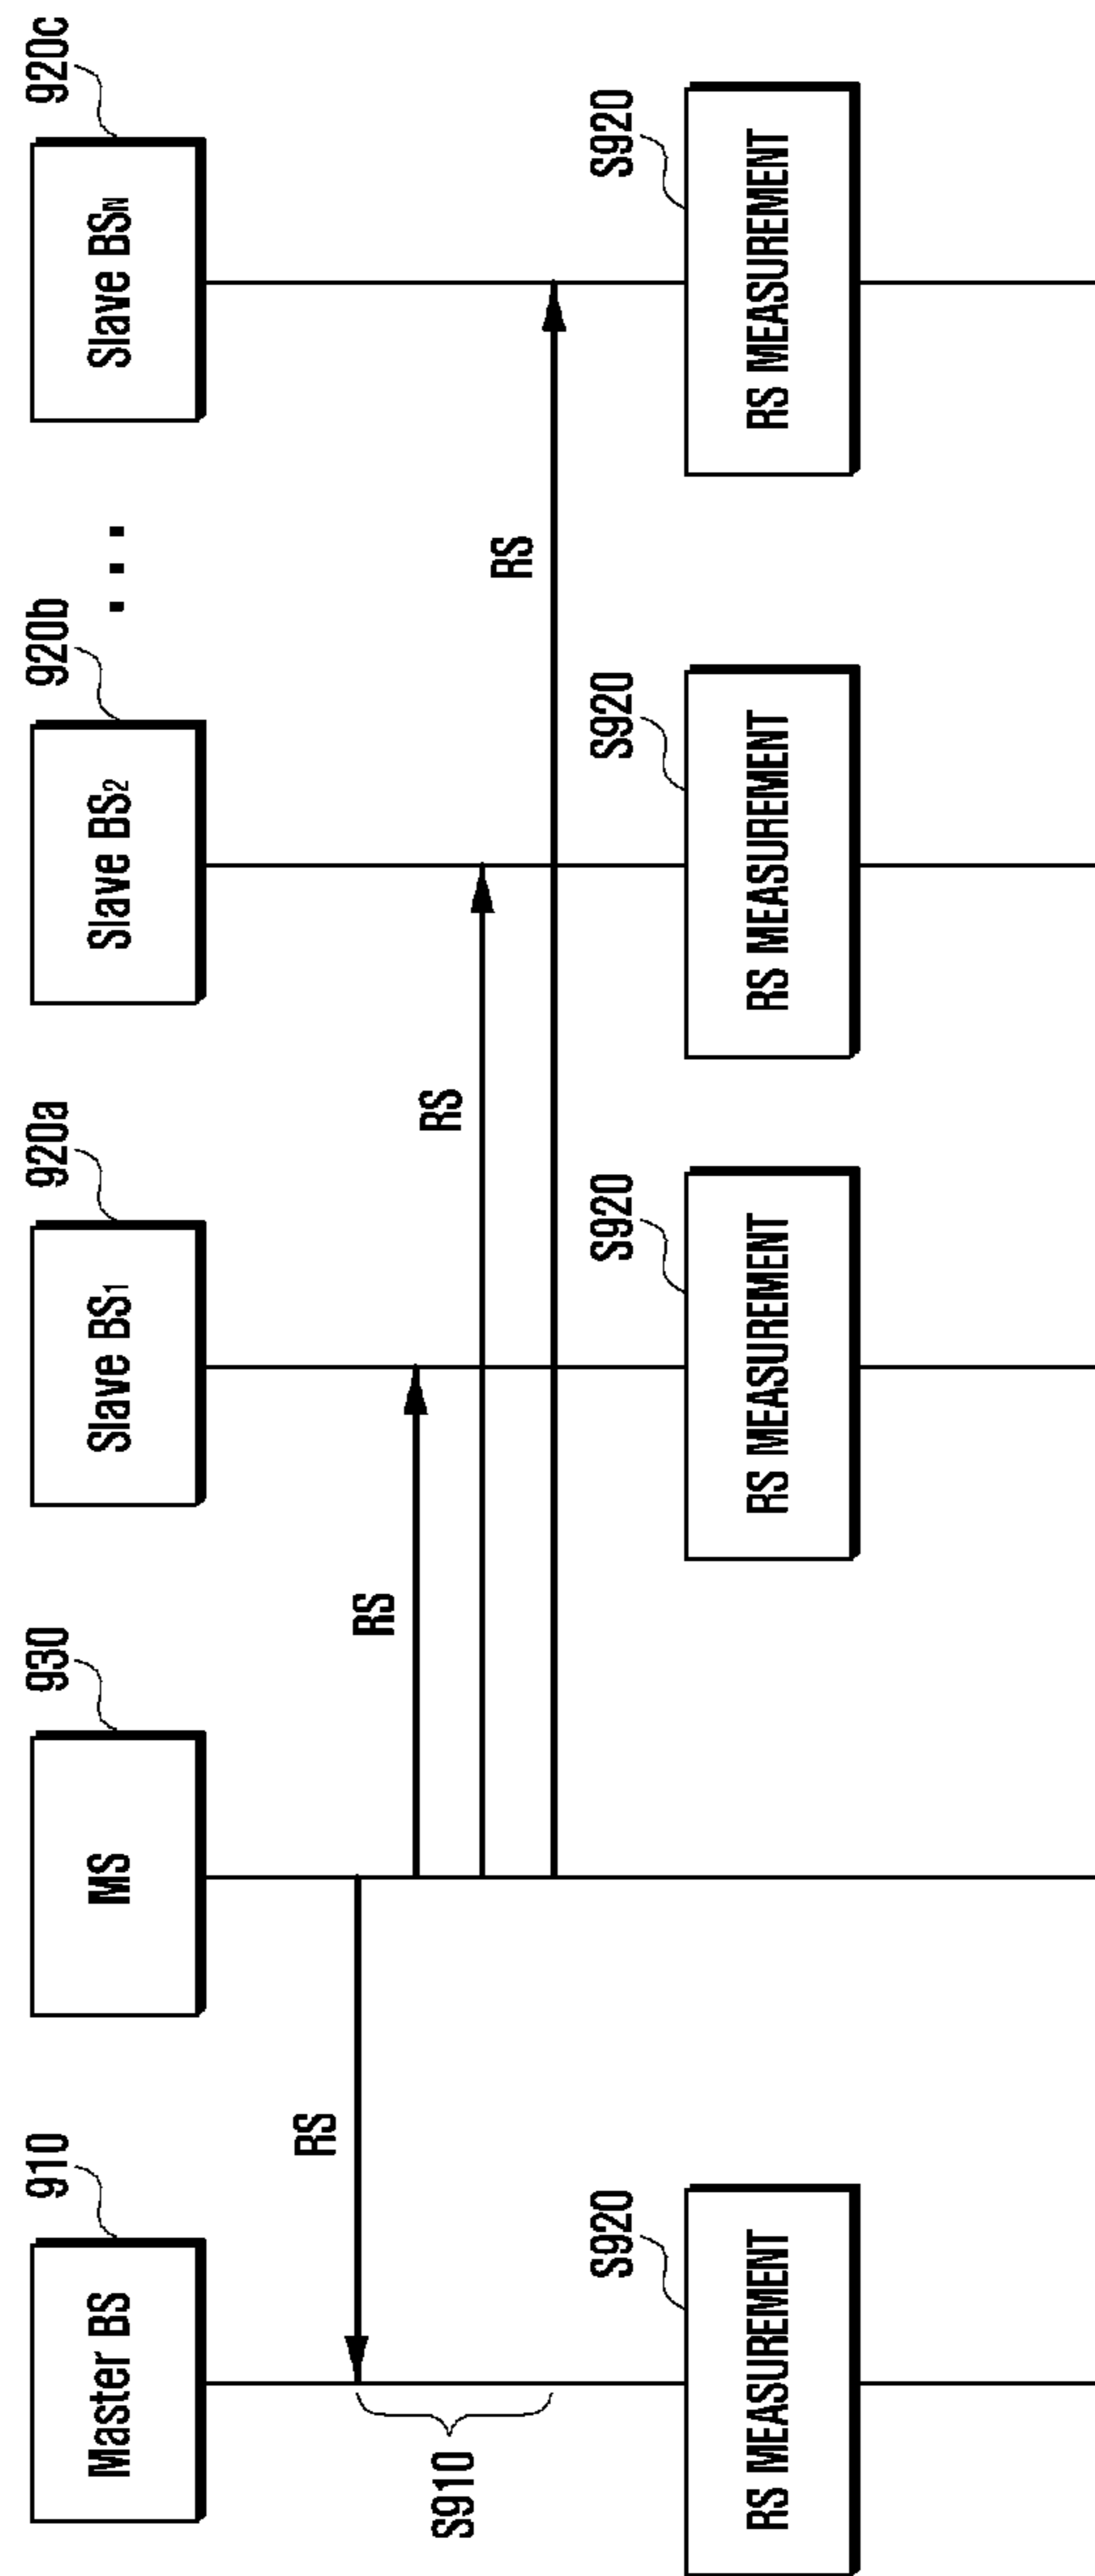 910
930
920a
920b
920c
Master BS
MS
Slave BS1
Slave BS2
...
Slave BSN
RS
RS
RS
RS
S910
S920
S920
S920
S920
RS MEASUREMENT
RS MEASUREMENT
RS MEASUREMENT
RS MEASUREMENT